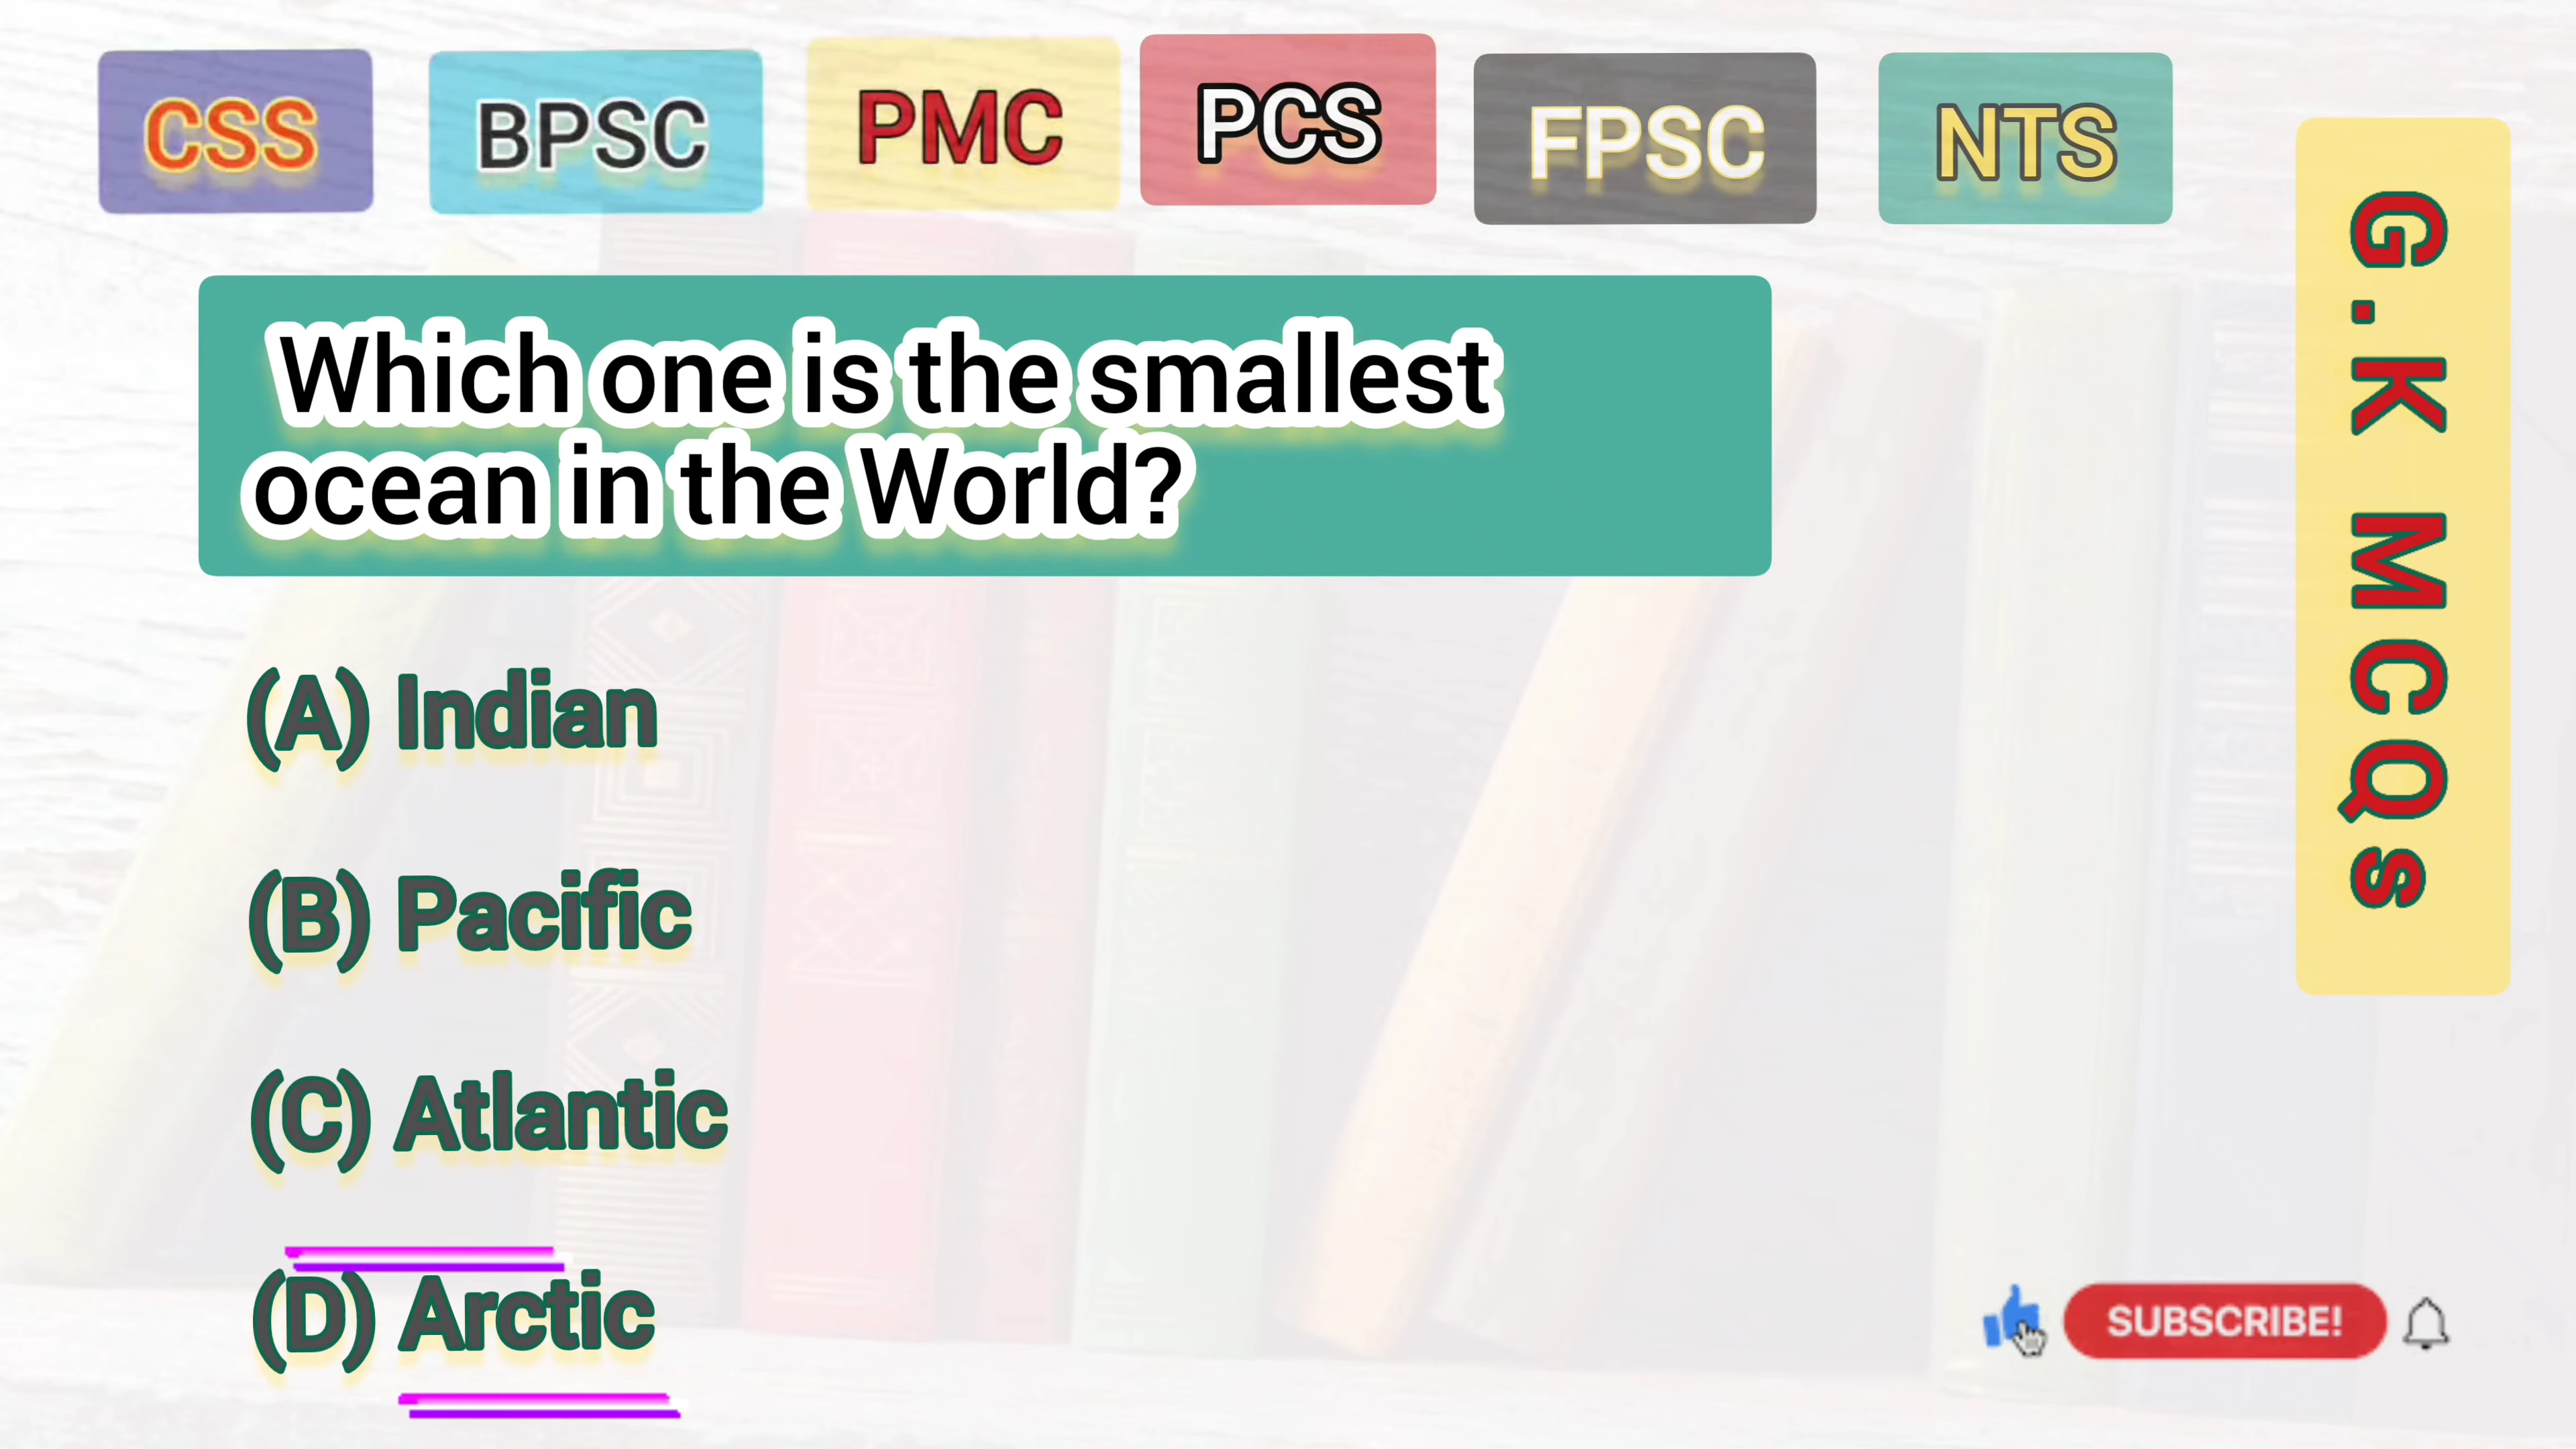 CSS
BPSC
PMC
PCS
FPSC
NTS
G.K MCQs
Which one is the smallest
ocean in the World?
(A) Indian
(B) Pacific
(C) Atlantic
(D) Arctic
SUBSCRIBE!